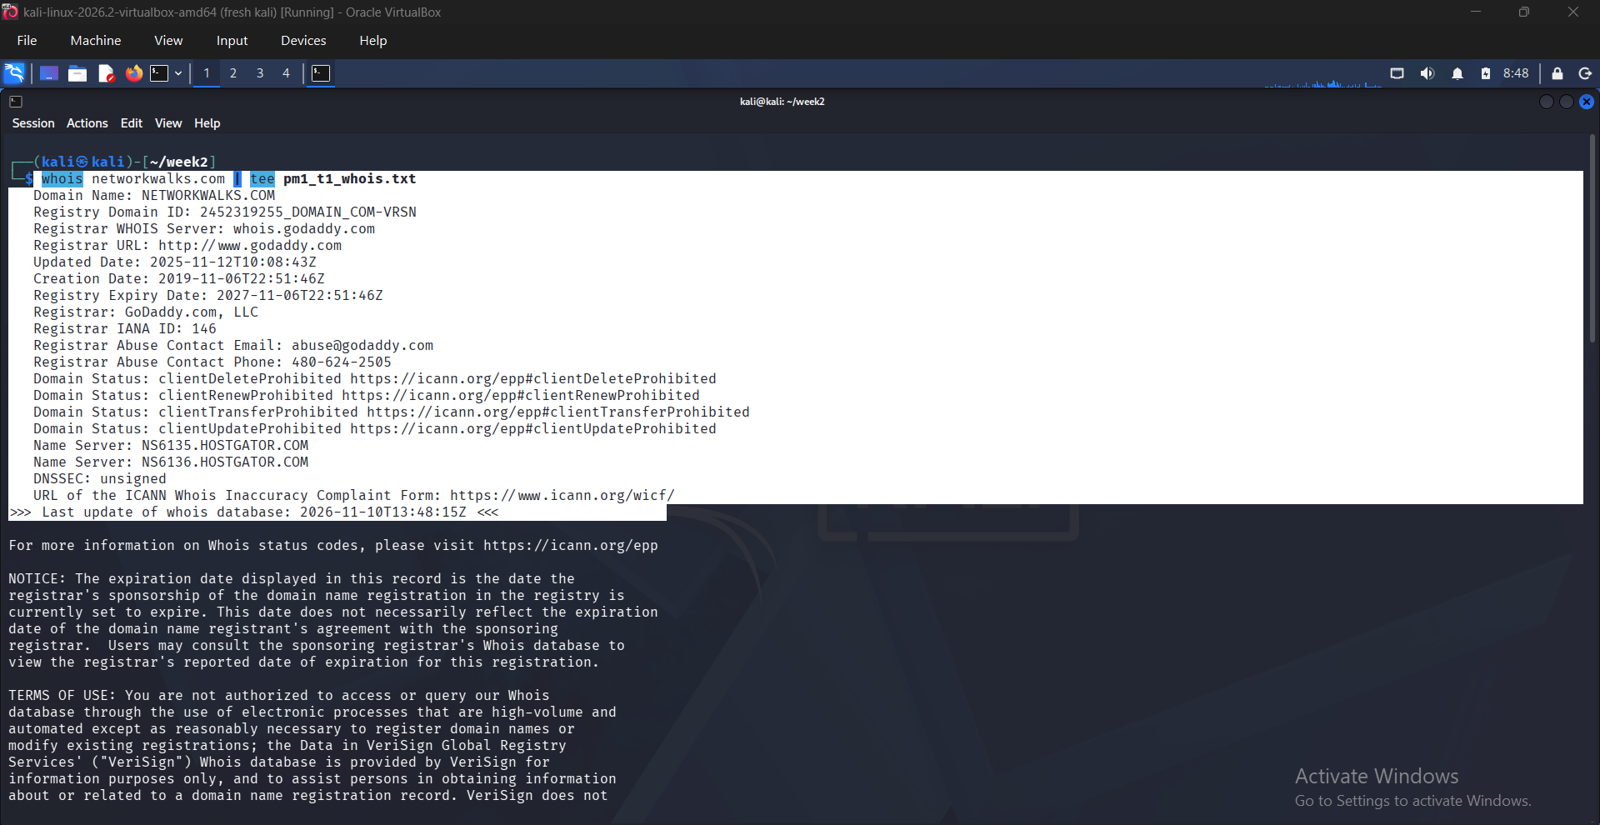 kali-linux-2026.2-virtualbox-amd64 (fresh kali) [Running] - Oracle VirtualBox
File Machine View Input Devices Help
1 2 3 4 8:48
kali@kali: ~/week2
Session Actions Edit View Help
(kali㉿kali)-[~/week2]
$ whois networkwalks.com | tee pm1_t1_whois.txt
Domain Name: NETWORKWALKS.COM
Registry Domain ID: 2452319255_DOMAIN_COM-VRSN
Registrar WHOIS Server: whois.godaddy.com
Registrar URL: http://www.godaddy.com
Updated Date: 2025-11-12T10:08:43Z
Creation Date: 2019-11-06T22:51:46Z
Registry Expiry Date: 2027-11-06T22:51:46Z
Registrar: GoDaddy.com, LLC
Registrar IANA ID: 146
Registrar Abuse Contact Email: abuse@godaddy.com
Registrar Abuse Contact Phone: 480-624-2505
Domain Status: clientDeleteProhibited https://icann.org/epp#clientDeleteProhibited
Domain Status: clientRenewProhibited https://icann.org/epp#clientRenewProhibited
Domain Status: clientTransferProhibited https://icann.org/epp#clientTransferProhibited
Domain Status: clientUpdateProhibited https://icann.org/epp#clientUpdateProhibited
Name Server: NS6135.HOSTGATOR.COM
Name Server: NS6136.HOSTGATOR.COM
DNSSEC: unsigned
URL of the ICANN Whois Inaccuracy Complaint Form: https://www.icann.org/wicf/
>>> Last update of whois database: 2026-11-10T13:48:15Z <<<
For more information on Whois status codes, please visit https://icann.org/epp
NOTICE: The expiration date displayed in this record is the date the
registrar's sponsorship of the domain name registration in the registry is
currently set to expire. This date does not necessarily reflect the expiration
date of the domain name registrant's agreement with the sponsoring
registrar.  Users may consult the sponsoring registrar's Whois database to
view the registrar's reported date of expiration for this registration.
TERMS OF USE: You are not authorized to access or query our Whois
database through the use of electronic processes that are high-volume and
automated except as reasonably necessary to register domain names or
modify existing registrations; the Data in VeriSign Global Registry
Services' ("VeriSign") Whois database is provided by VeriSign for
information purposes only, and to assist persons in obtaining information
about or related to a domain name registration record. VeriSign does not
Activate Windows
Go to Settings to activate Windows.